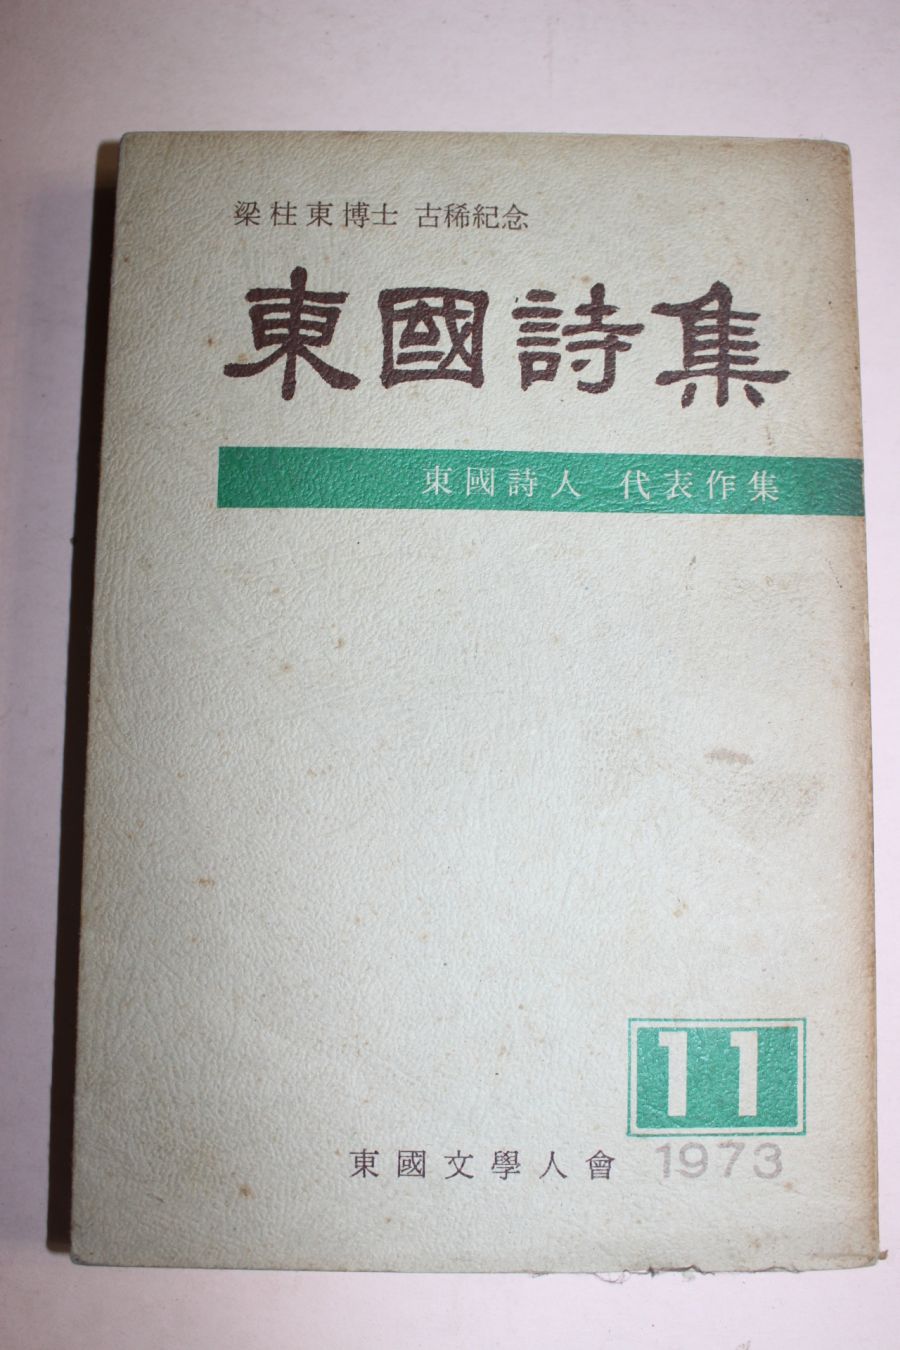 梁柱東博士 古稀紀念
東國詩集
東國詩人 代表作集
11
東國文學人會 1973